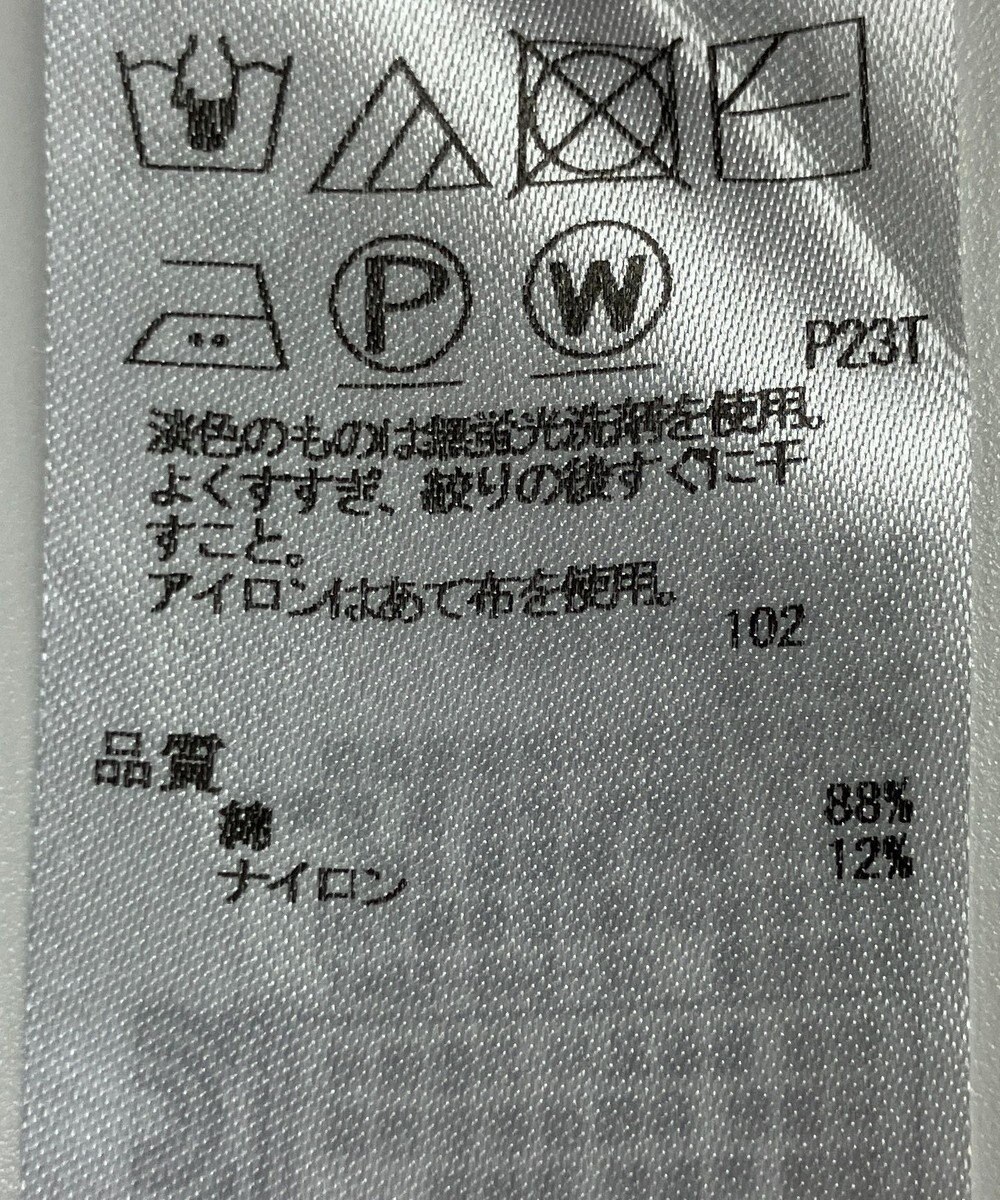 P
W
P23T
淡色のものは無蛍光洗剤を使用。
よくすすぎ、絞りの後すぐに干
すこと。
アイロンはあて布を使用。
102
品質
綿 88%
ナイロン 12%